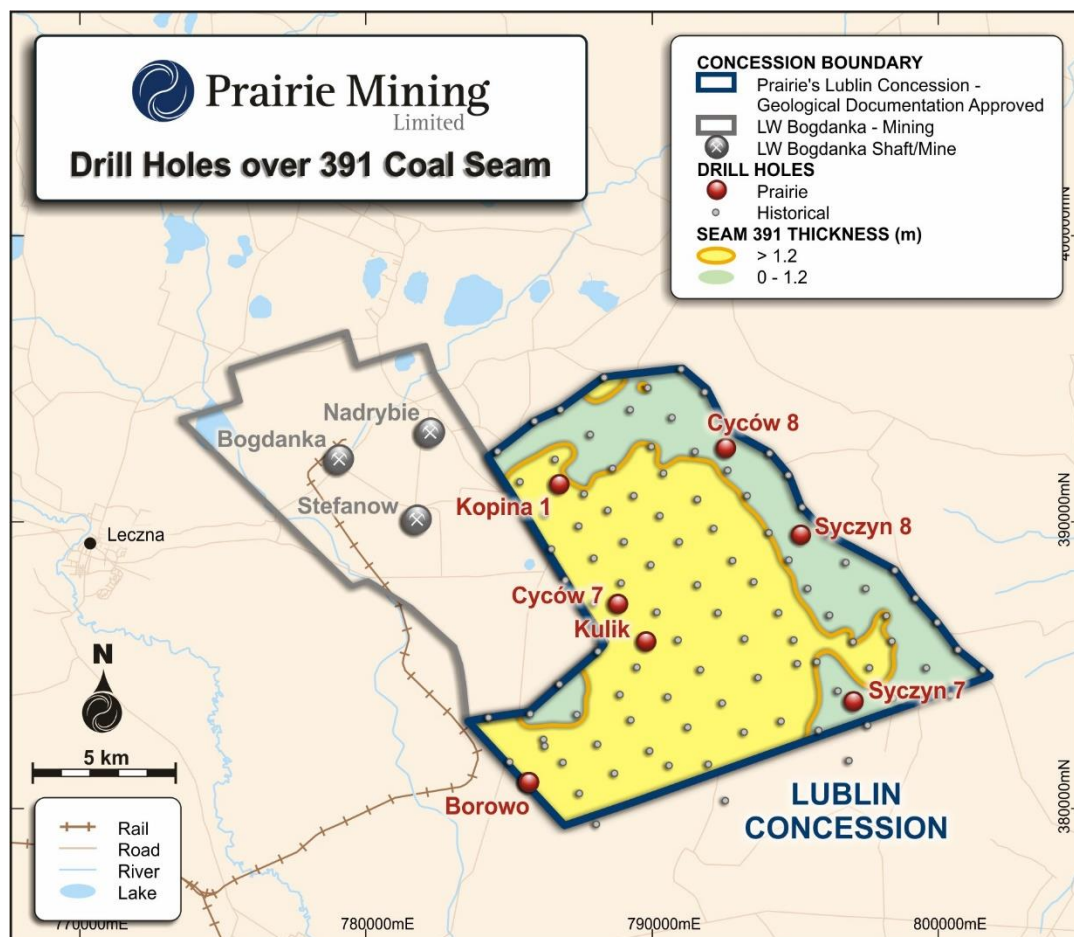 Prairie Mining
Limited
Drill Holes over 391 Coal Seam
CONCESSION BOUNDARY
Prairie's Lublin Concession -
Geological Documentation Approved
LW Bogdanka - Mining
LW Bogdanka Shaft/Mine
DRILL HOLES
Prairie
Historical
SEAM 391 THICKNESS (m)
> 1.2
0 - 1.2
400000mN
Nadrybie
Bogdanka
Stefanow
Leczna
Cyców 8
Kopina 1
Syczyn 8
390000mN
Cyców 7
Kulik
Syczyn 7
N
5 km
Borowo
LUBLIN
CONCESSION
380000mN
Rail
Road
River
Lake
770000mE
780000mE
790000mE
800000mE